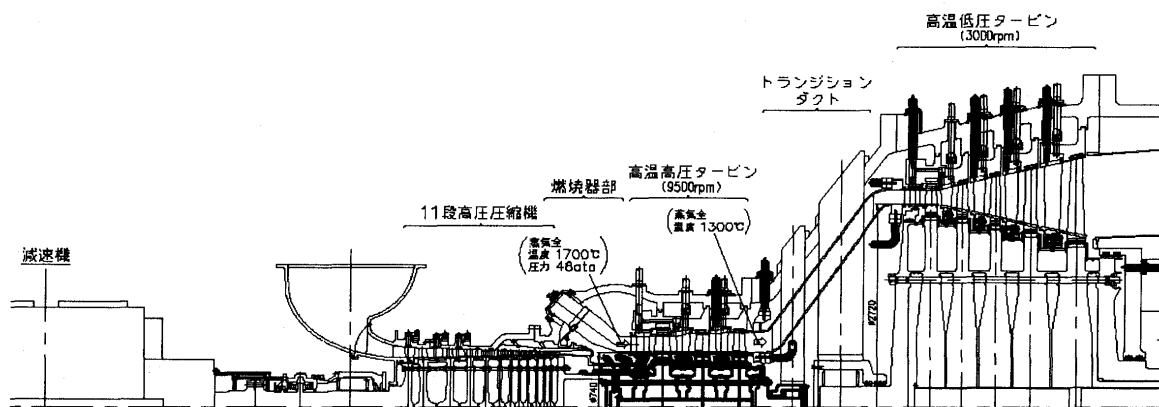 高温低圧タービン
(3000rpm)
トランジション
ダクト
高温高圧タービン
(9500rpm)
燃焼器部
11段高圧圧縮機
減速機
蒸気全
温度 1700℃
圧力 46ata
蒸気全
温度 1300℃
φ2720
φ740